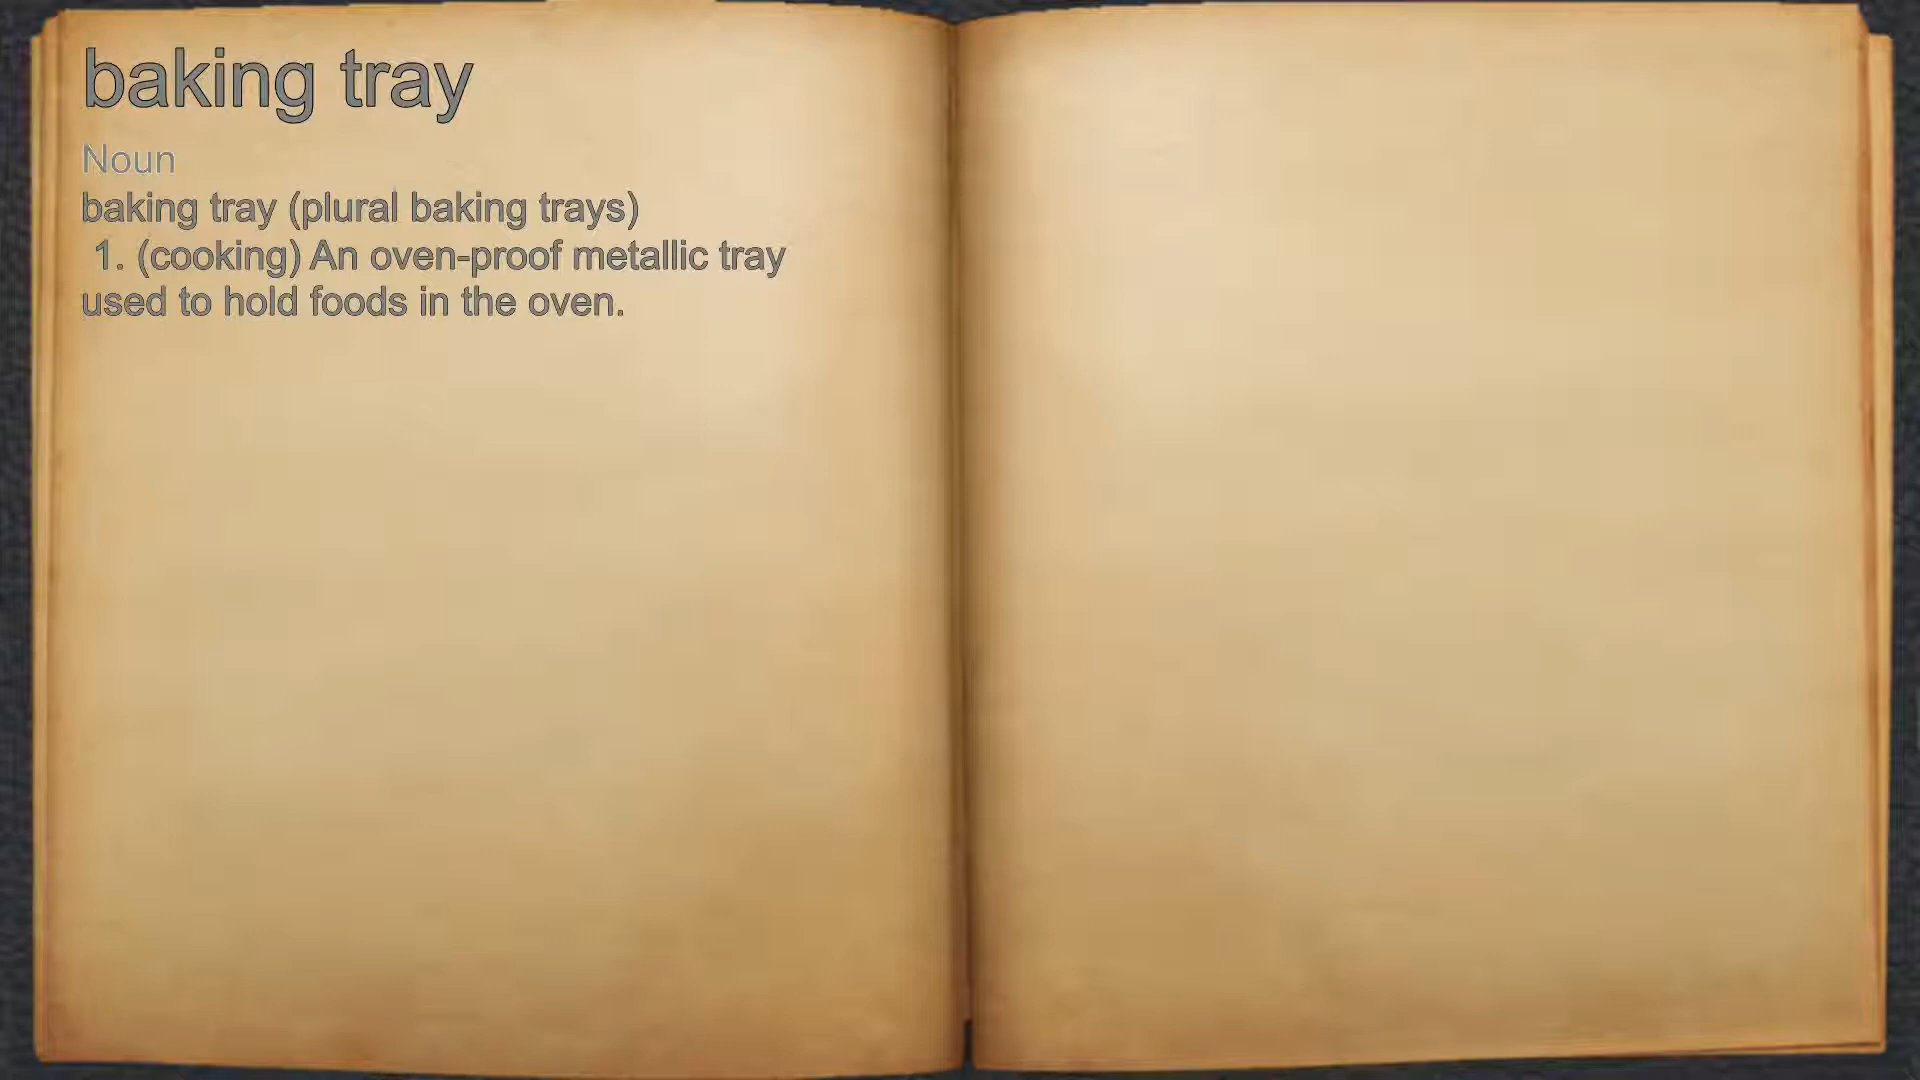 baking tray
Noun
baking tray (plural baking trays)
1. (cooking) An oven-proof metallic tray
used to hold foods in the oven.